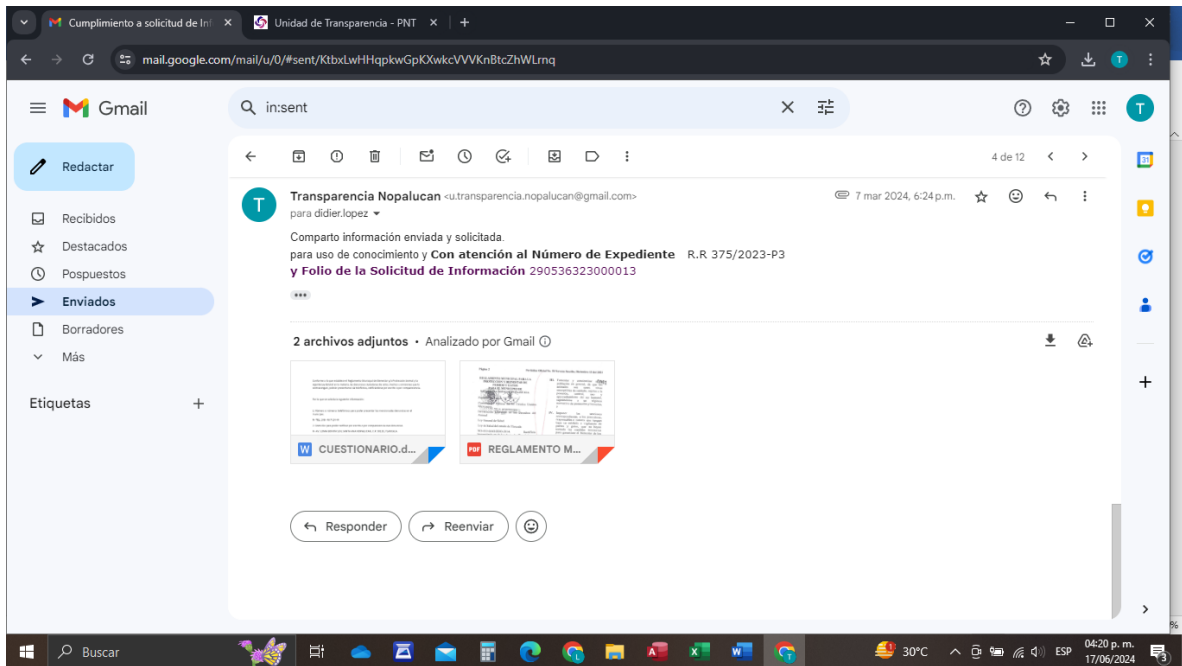 Cumplimiento a solicitud de Inf
Unidad de Transparencia - PNT
mail.google.com/mail/u/0/#sent/KtbxLwHHqpkwGpKXwkcVVVKnBtcZhWLrnq
T
Gmail
in:sent
T
Redactar
4 de 12
31
Transparencia Nopalucan <u.transparencia.nopalucan@gmail.com>
7 mar 2024, 6:24 p.m.
T
para didier.lopez
Recibidos
Destacados
Pospuestos
Enviados
Borradores
Más
Etiquetas
Comparto información enviada y solicitada.
para uso de conocimiento y Con atención al Número de Expediente R.R 375/2023-P3
y Folio de la Solicitud de Información 290536323000013
2 archivos adjuntos • Analizado por Gmail
W CUESTIONARIO.d...
PDF REGLAMENTO M...
Responder
Reenviar
%
Buscar
30°C
ESP
04:20 p. m.
17/06/2024
3